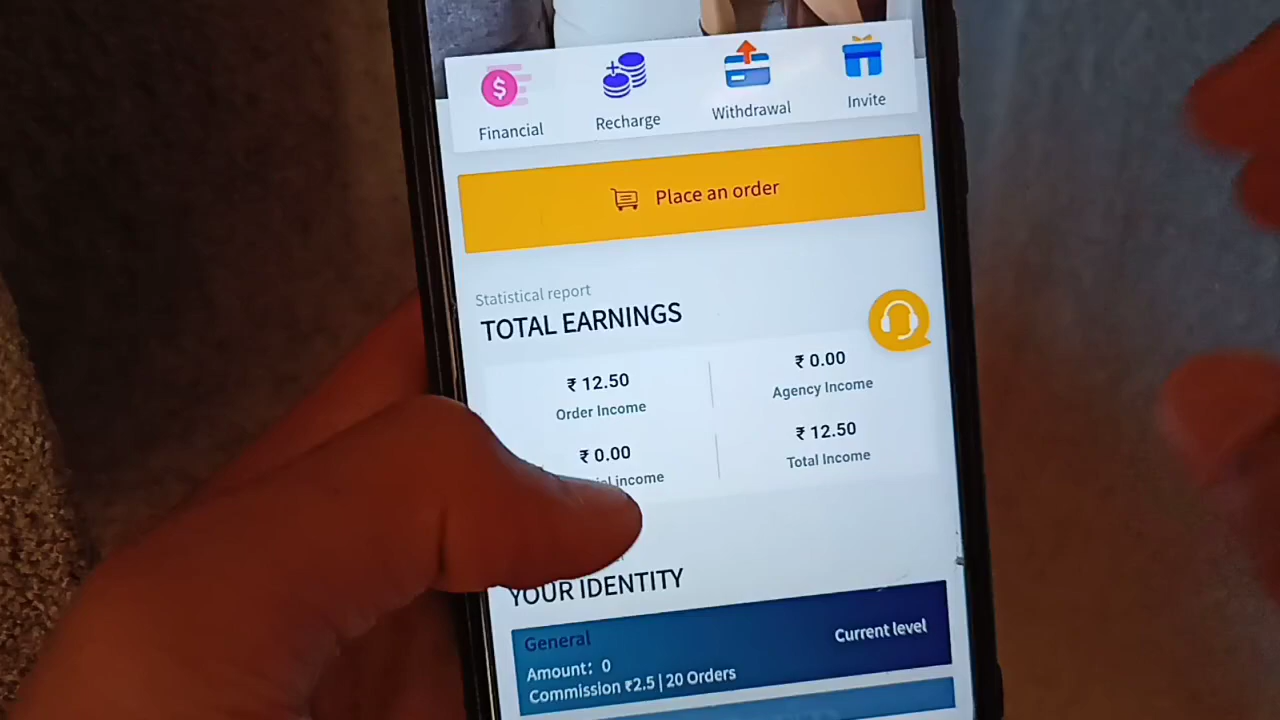 Financial
Recharge
Withdrawal
Invite
Place an order
Statistical report
TOTAL EARNINGS
₹ 12.50
Order Income
₹ 0.00
Agency Income
₹ 0.00
income
₹ 12.50
Total Income
YOUR IDENTITY
General
Current level
Amount: 0
Commission ₹2.5 | 20 Orders